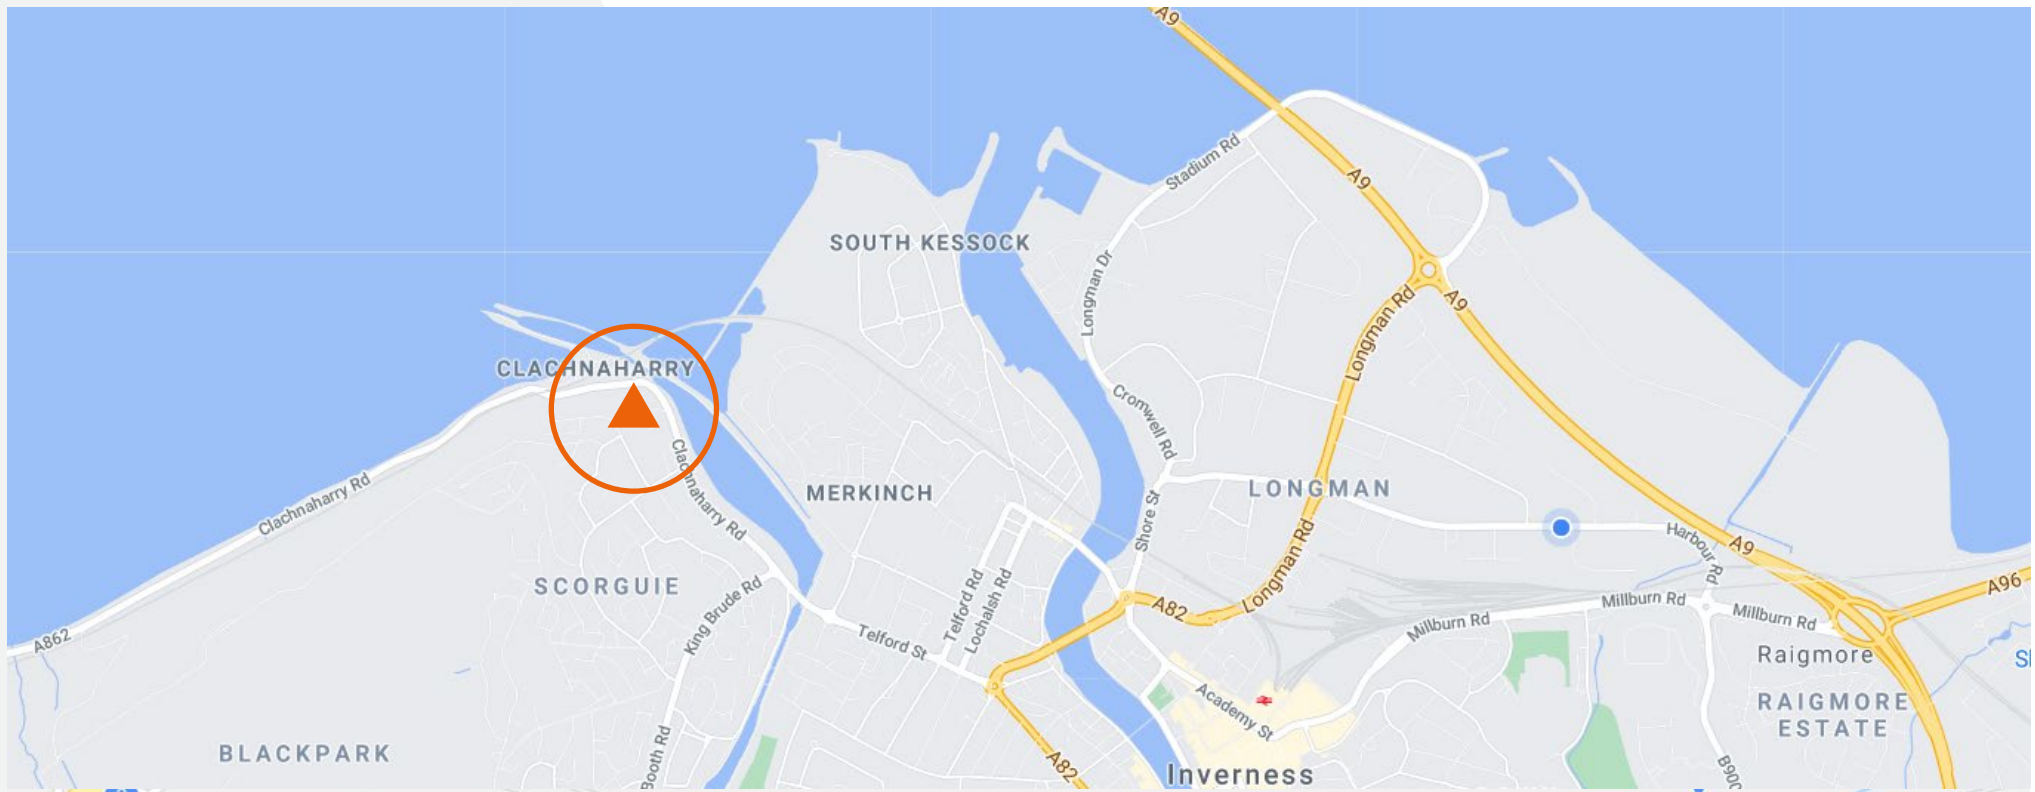 A9
Stadium Rd
A9
SOUTH KESSOCK
Longman Dr
Longman Rd
A9
CLACHNAHARRY
Cromwell Rd
Clachnaharry Rd
Clachnaharry Rd
MERKINCH
LONGMAN
Shore St
Harbour Rd
A9
Longman Rd
SCORGUIE
King Brude Rd
Telford Rd
Lochalsh Rd
A82
Millburn Rd
Millburn Rd
Millburn Rd
A96
A862
Telford St
Raigmore
Academy St
RAIGMORE
ESTATE
BLACKPARK
Booth Rd
A82
Inverness